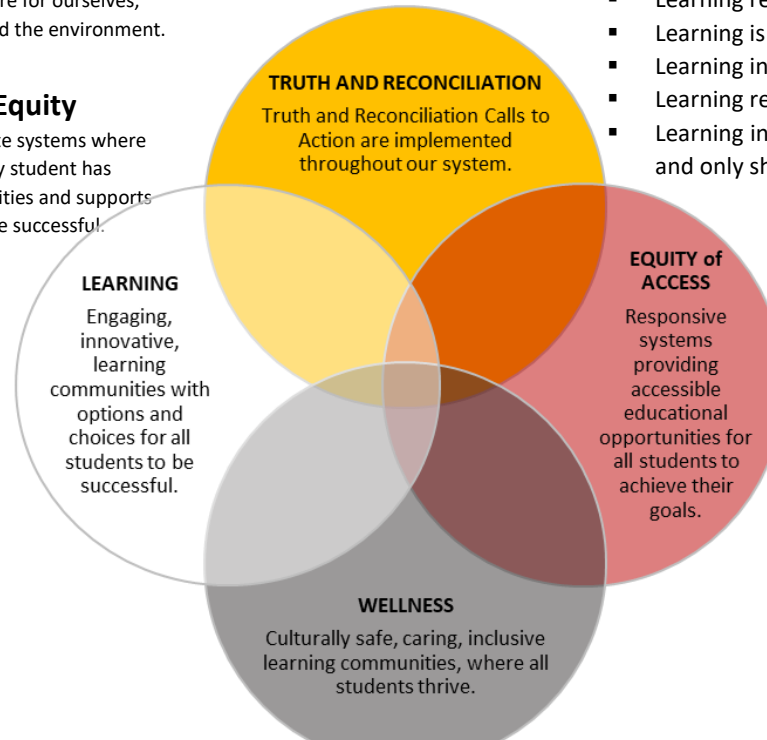 re for ourselves,
d the environment.
Equity
te systems where
y student has
ities and supports
e successful.
▪ Learning re
▪ Learning is
▪ Learning in
▪ Learning re
▪ Learning in
and only sh
TRUTH AND RECONCILIATION
Truth and Reconciliation Calls to
Action are implemented
throughout our system.
LEARNING
Engaging,
innovative,
learning
communities with
options and
choices for all
students to be
successful.
EQUITY of
ACCESS
Responsive
systems
providing
accessible
educational
opportunities for
all students to
achieve their
goals.
WELLNESS
Culturally safe, caring, inclusive
learning communities, where all
students thrive.